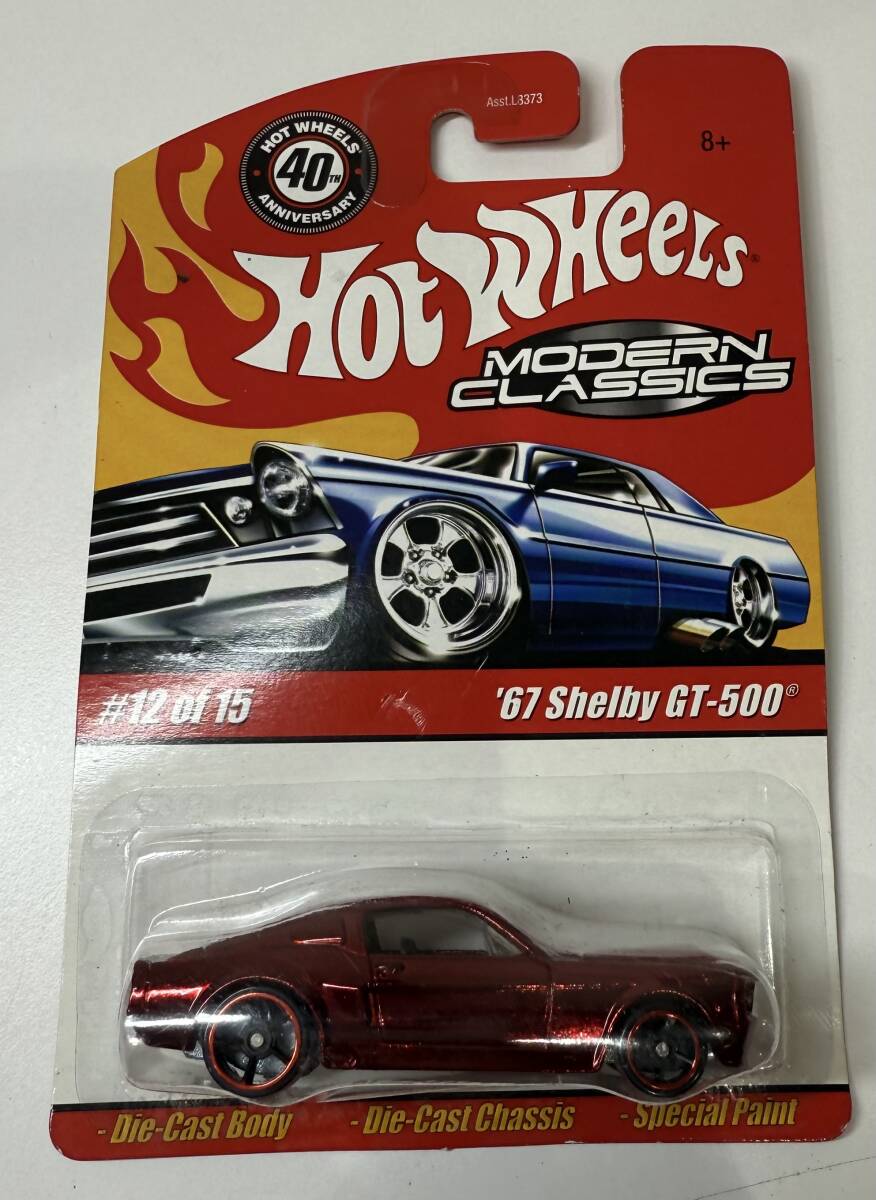 Asst.L3373
8+
HOT WHEELS
40TH
ANNIVERSARY
HOT WHEELS®
MODERN
CLASSICS
#12 of 15
'67 Shelby GT-500®
- Die-Cast Body - Die-Cast Chassis - Special Paint